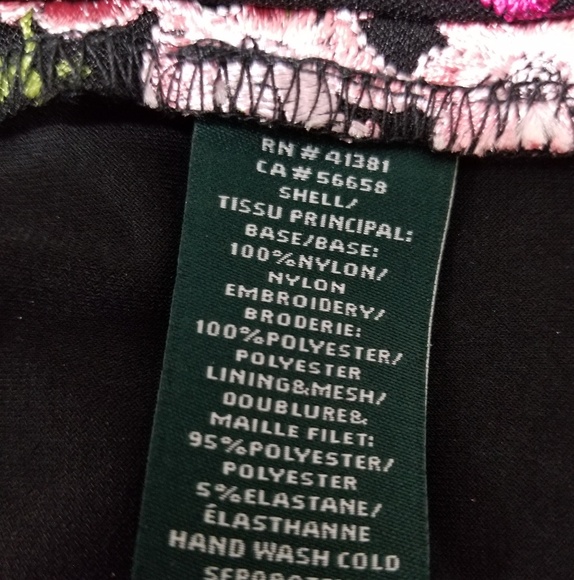 RN # 41381
CA # 56658
SHELL/
TISSU PRINCIPAL:
BASE/BASE:
100%NYLON/
NYLON
EMBROIDERY/
BRODERIE:
100%POLYESTER/
POLYESTER
LINING&MESH/
DOUBLURE&
MAILLE FILET:
95%POLYESTER/
POLYESTER
5%ELASTANE/
ÉLASTHANNE
HAND WASH COLD